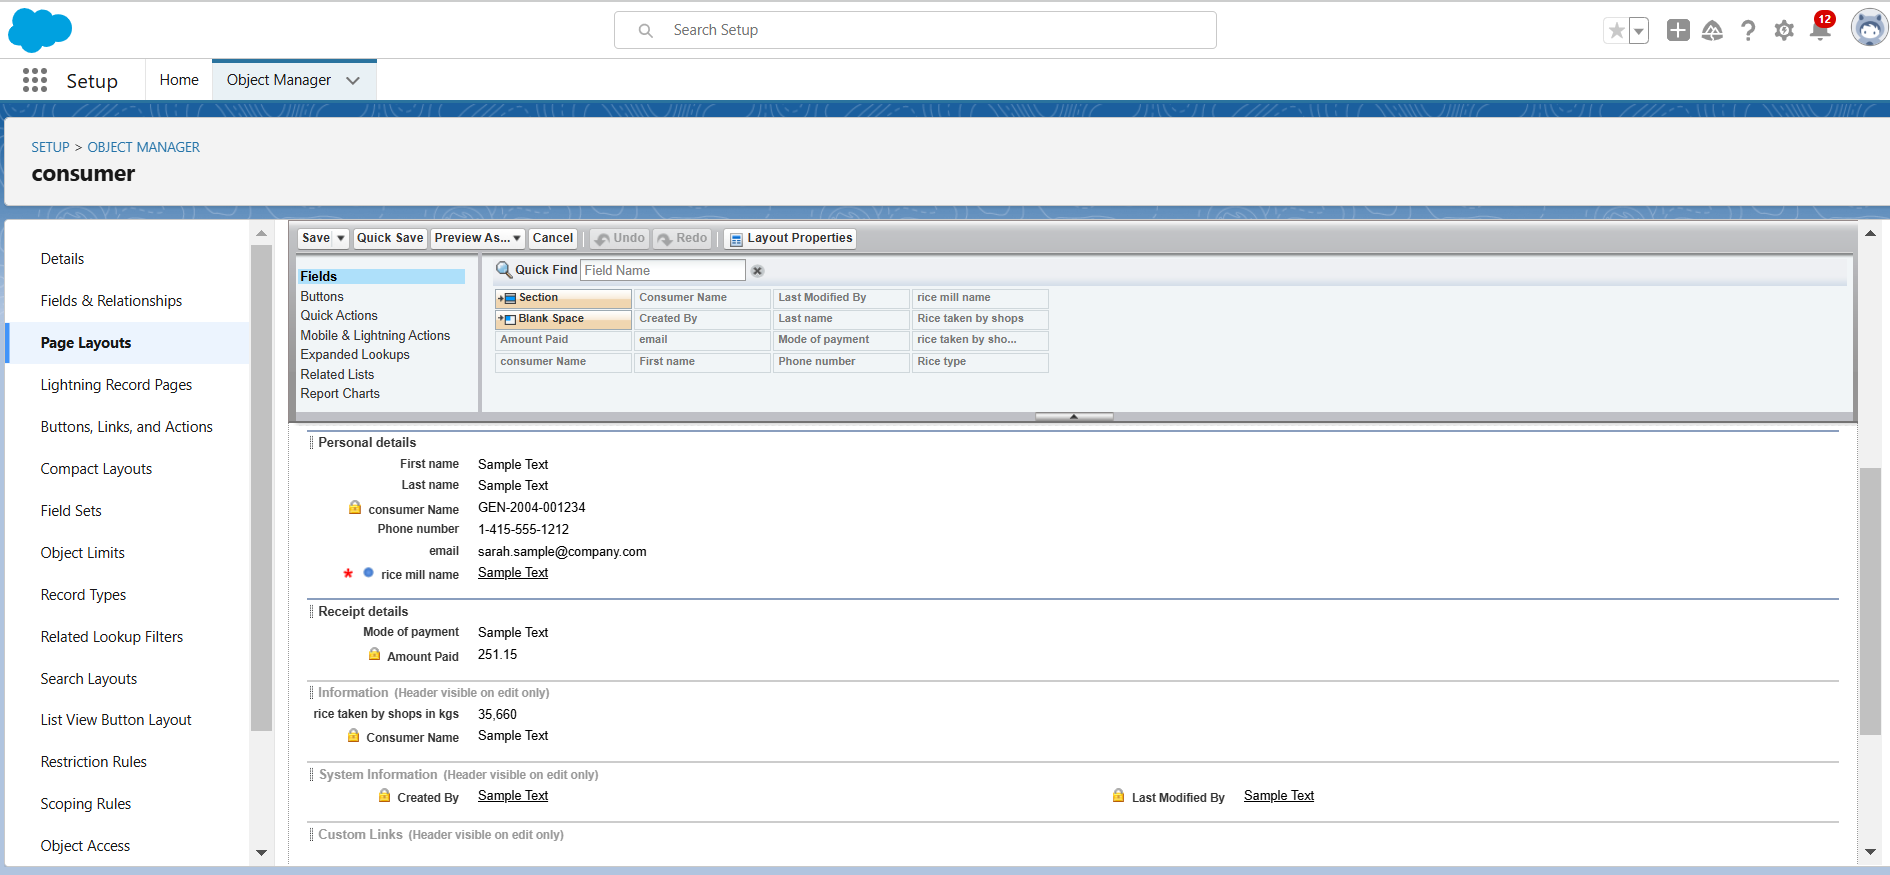 Search Setup
12
Setup
Home
Object Manager
SETUP > OBJECT MANAGER
consumer
Details
Fields & Relationships
Page Layouts
Lightning Record Pages
Buttons, Links, and Actions
Compact Layouts
Field Sets
Object Limits
Record Types
Related Lookup Filters
Search Layouts
List View Button Layout
Restriction Rules
Scoping Rules
Object Access
Save Quick Save Preview As... Cancel Undo Redo Layout Properties
Fields
Buttons
Quick Actions
Mobile & Lightning Actions
Expanded Lookups
Related Lists
Report Charts
Quick Find Field Name
Section Consumer Name Last Modified By rice mill name
Blank Space Created By Last name Rice taken by shops
Amount Paid email Mode of payment rice taken by sho...
consumer Name First name Phone number Rice type
Personal details
First name Sample Text
Last name Sample Text
consumer Name GEN-2004-001234
Phone number 1-415-555-1212
email sarah.sample@company.com
* rice mill name Sample Text
Receipt details
Mode of payment Sample Text
Amount Paid 251.15
Information (Header visible on edit only)
rice taken by shops in kgs 35,660
Consumer Name Sample Text
System Information (Header visible on edit only)
Created By Sample Text Last Modified By Sample Text
Custom Links (Header visible on edit only)